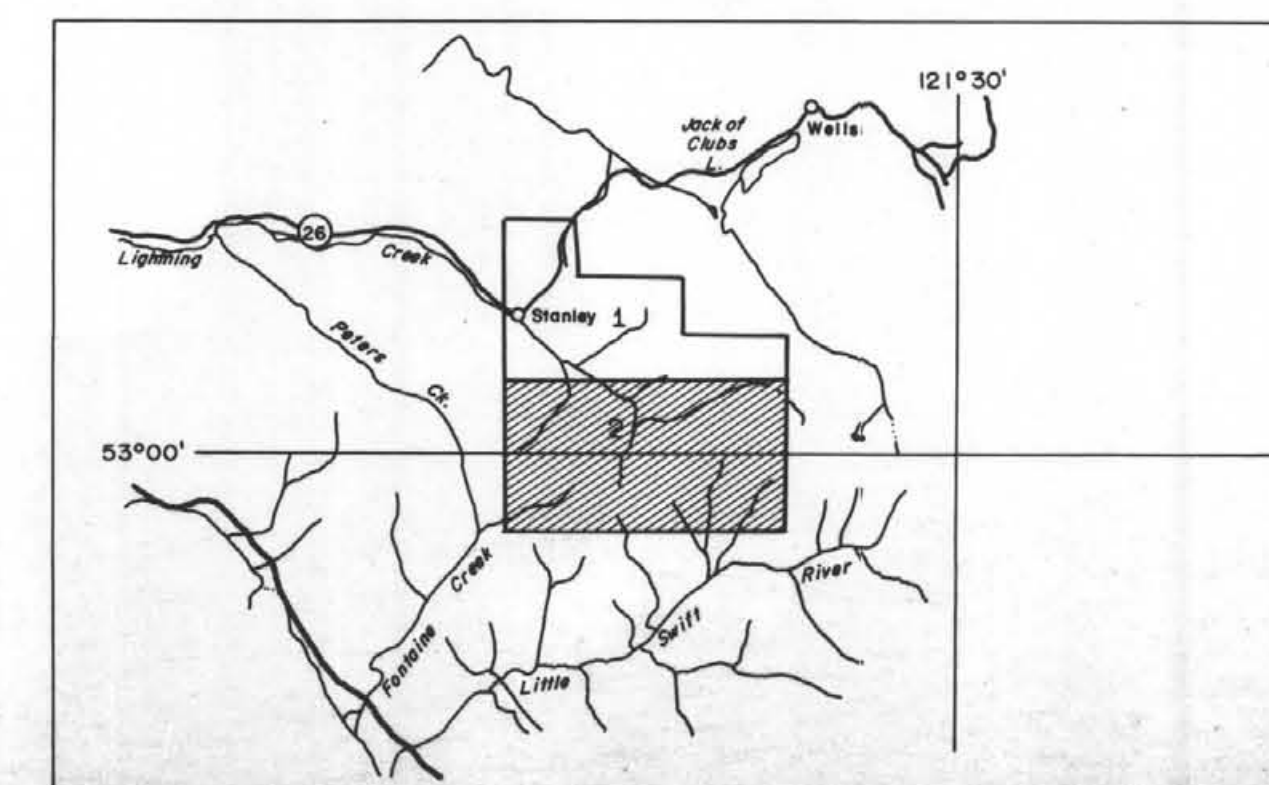 121°30'
Jack of
Clubs
L.
Wells
26
Lighming
Creek
Stanley
1
Peters
Ck.
2
53°00'
Creek
Fontaine
River
Swift
Little